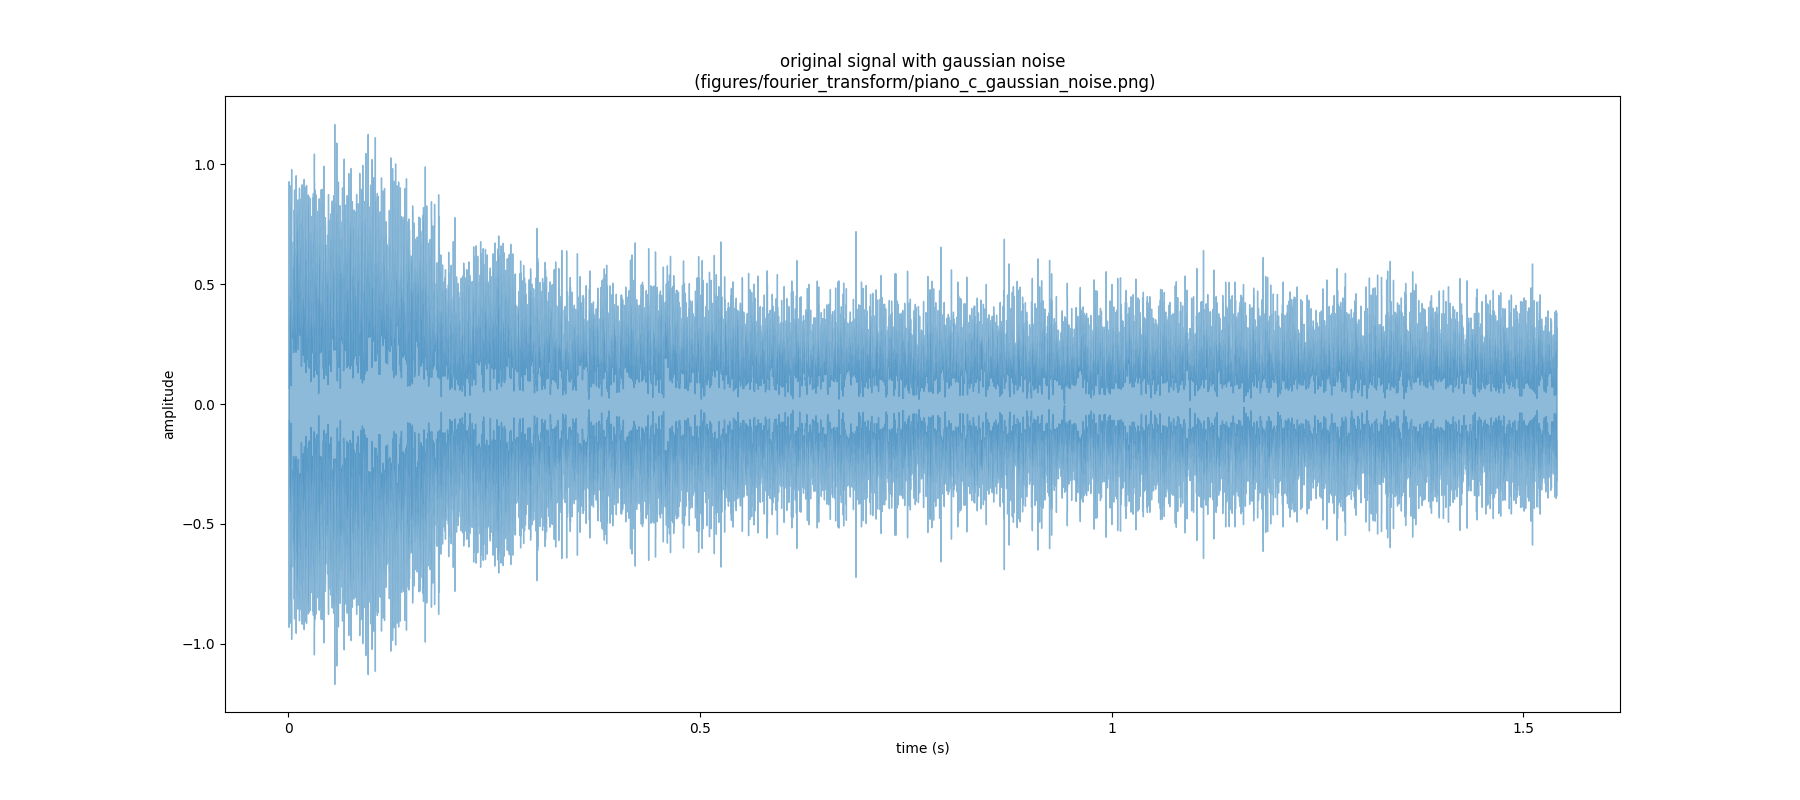 original signal with gaussian noise
(figures/fourier_transform/piano_c_gaussian_noise.png)
1.0
0.5
0.0
−0.5
−1.0
amplitude
0 0.5 1 1.5
time (s)